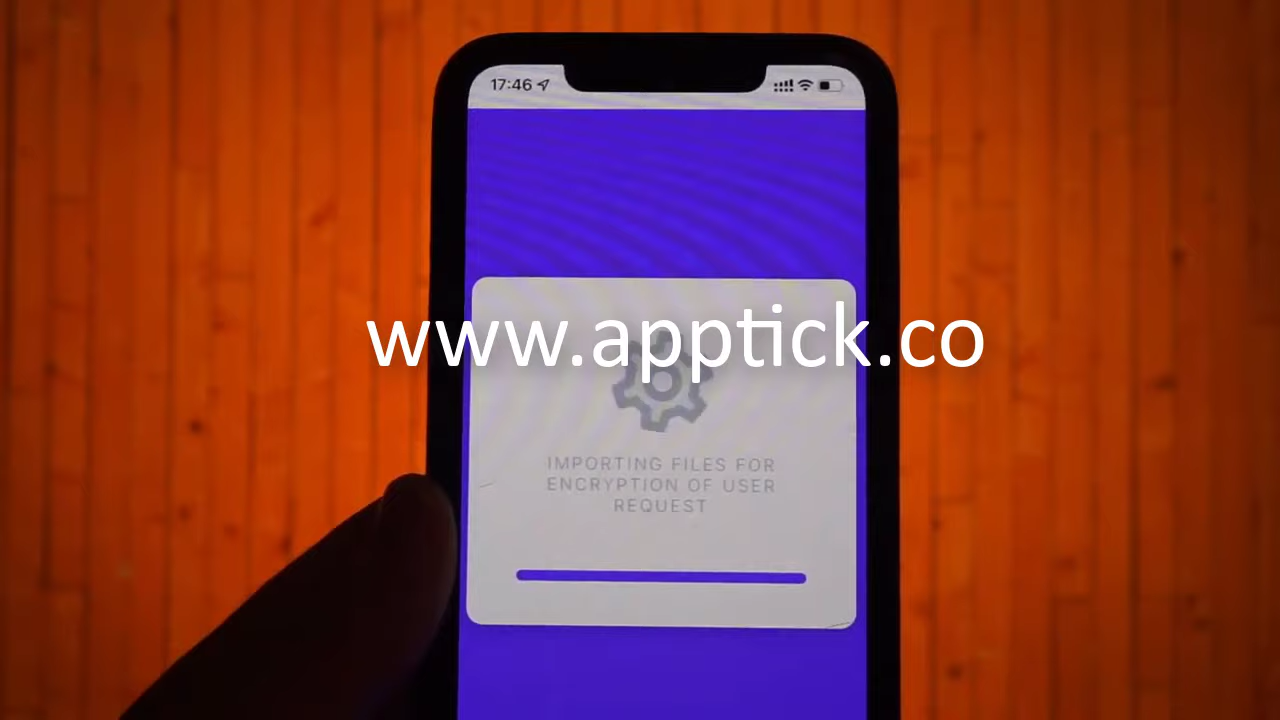 17:46
www.apptick.co
IMPORTING FILES FOR
ENCRYPTION OF USER
REQUEST